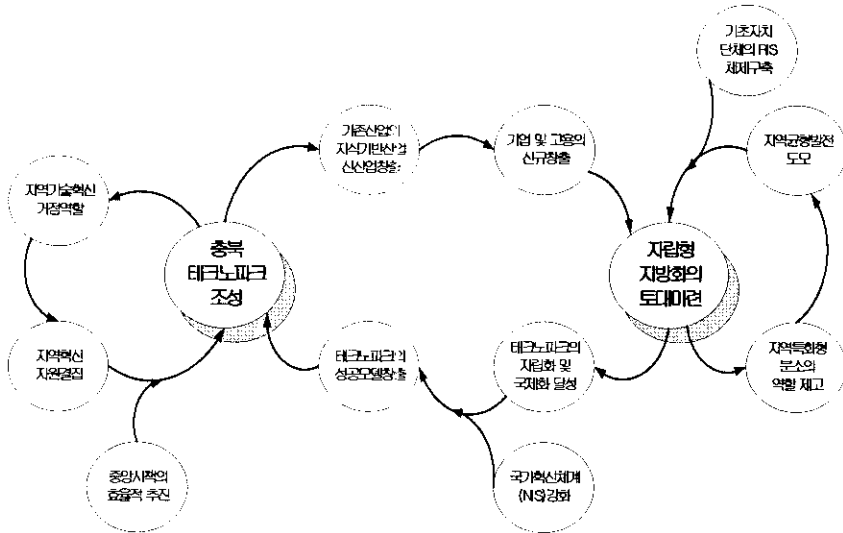 기초자치
단체의 RIS
체제구축
기존산업의
지식기반산업
신산업창출
기업 및 고용의
신규창출
지역균형발전
도모
지역기술혁신
거점역할
충북
테크노파크
조성
자립형
지방화의
토대마련
지역혁신
자원결집
테크노파크의
성공모델창출
테크노파크의
자립화 및
국제화 달성
지역특화형
분소의
역할 제고
중앙시책의
효율적 추진
국가혁신체계
(NIS)강화